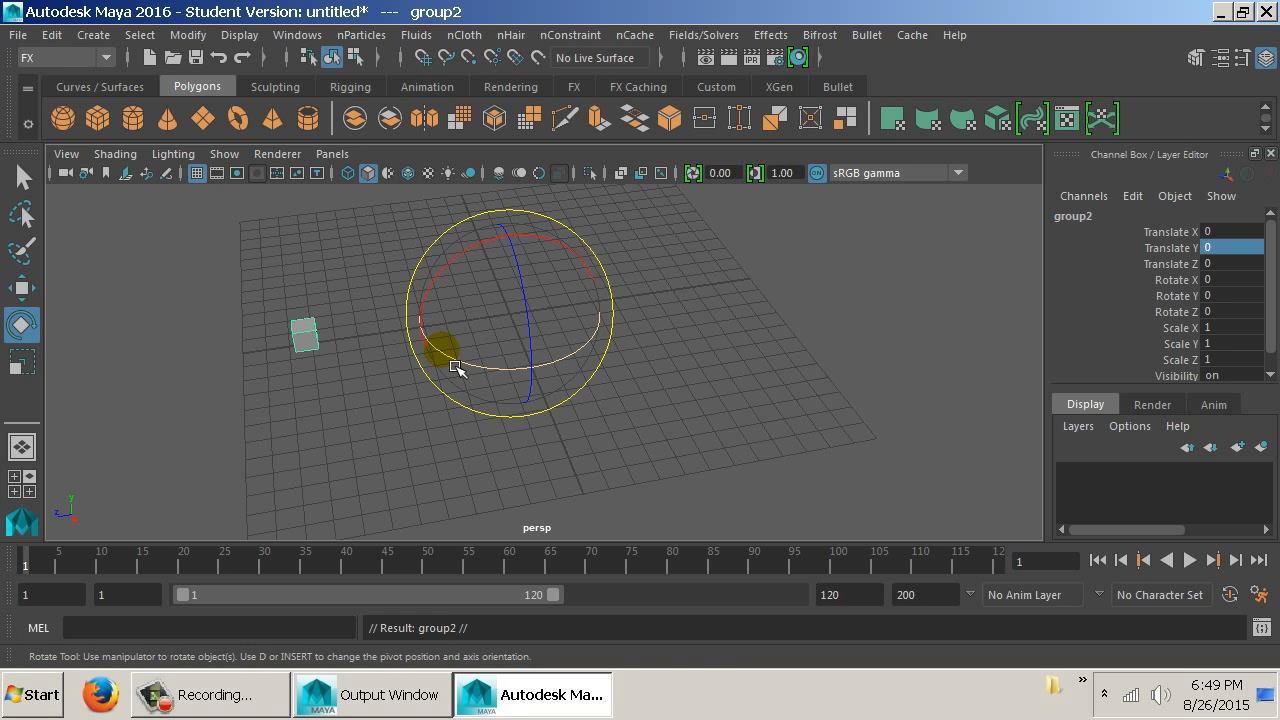 Autodesk Maya 2016 - Student Version: untitled*   ---   group2
File Edit Create Select Modify Display Windows nParticles Fluids nCloth nHair nConstraint nCache Fields/Solvers Effects Bifrost Bullet Cache Help
FX No Live Surface IPR
Curves / Surfaces Polygons Sculpting Rigging Animation Rendering FX FX Caching Custom XGen Bullet
View Shading Lighting Show Renderer Panels
Channel Box / Layer Editor
0.00 1.00 ON sRGB gamma
Channels Edit Object Show
group2
Translate X 0
Translate Y 0
Translate Z 0
Rotate X 0
Rotate Y 0
Rotate Z 0
Scale X 1
Scale Y 1
Scale Z 1
Visibility on
Display Render Anim
Layers Options Help
y
z
persp
1 5 10 15 20 25 30 35 40 45 50 55 60 65 70 75 80 85 90 95 100 105 110 115 12 1
1 1 1 120 120 200 No Anim Layer No Character Set
MEL // Result: group2 //
Rotate Tool: Use manipulator to rotate object(s). Use D or INSERT to change the pivot position and axis orientation.
Start Recording... MAYA Output Window MAYA Autodesk Ma... » 6:49 PM
8/26/2015